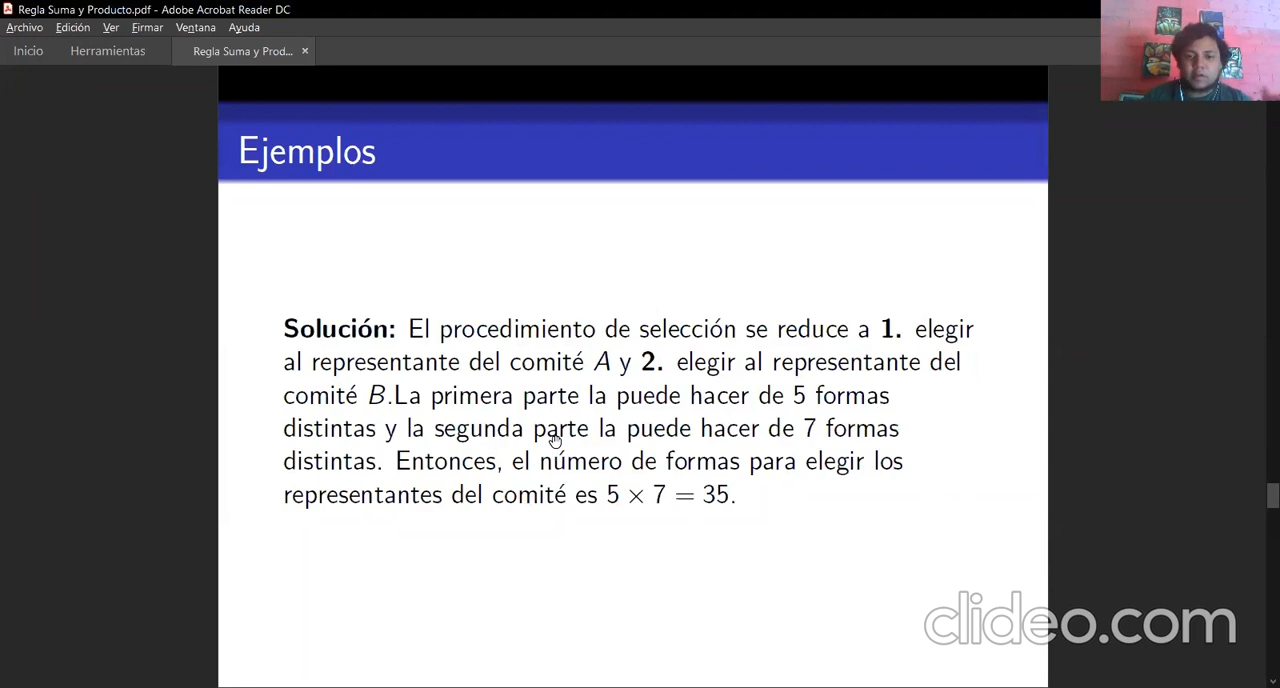 Regla Suma y Producto.pdf - Adobe Acrobat Reader DC
Archivo Edición Ver Firmar Ventana Ayuda
Inicio Herramientas Regla Suma y Prod... ×
Ejemplos
Solución: El procedimiento de selección se reduce a 1. elegir
al representante del comité A y 2. elegir al representante del
comité B.La primera parte la puede hacer de 5 formas
distintas y la segunda parte la puede hacer de 7 formas
distintas. Entonces, el número de formas para elegir los
representantes del comité es 5 × 7 = 35.
clideo.com